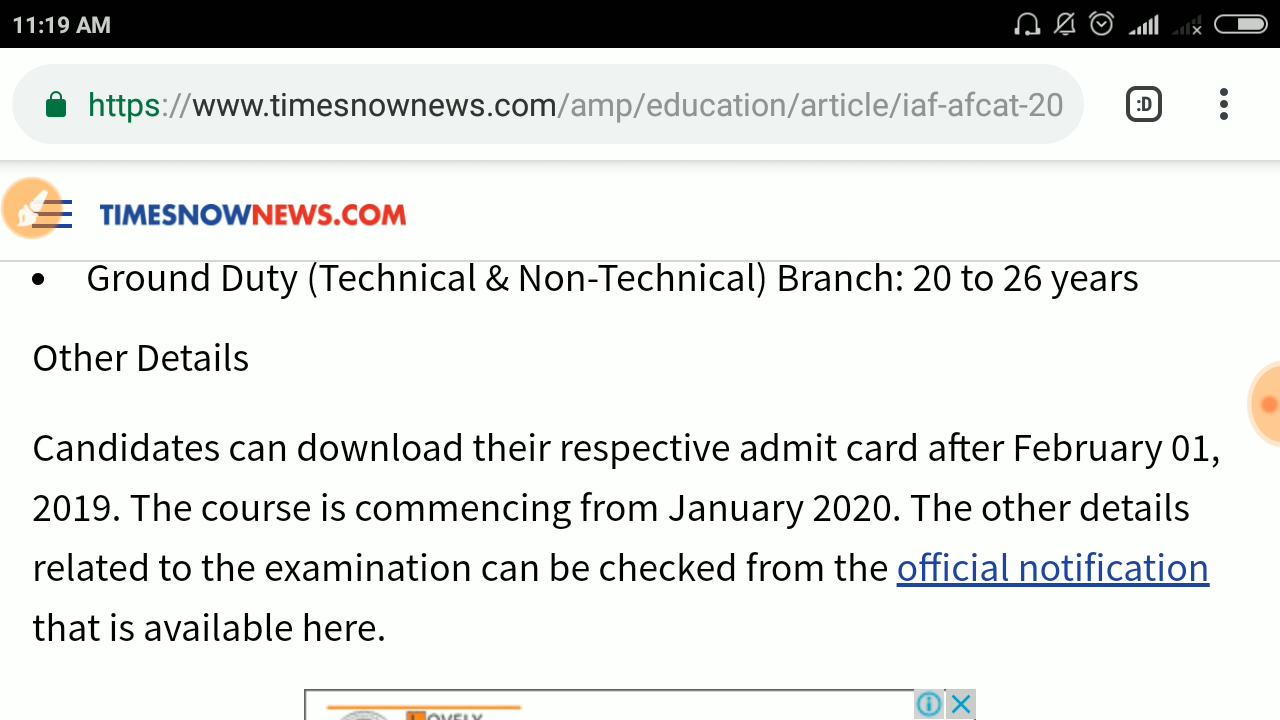 11:19 AM
https://www.timesnownews.com/amp/education/article/iaf-afcat-20
:D
TIMESNOWNEWS.COM
• Ground Duty (Technical & Non-Technical) Branch: 20 to 26 years
Other Details
Candidates can download their respective admit card after February 01,
2019. The course is commencing from January 2020. The other details
related to the examination can be checked from the official notification
that is available here.
LOVELY